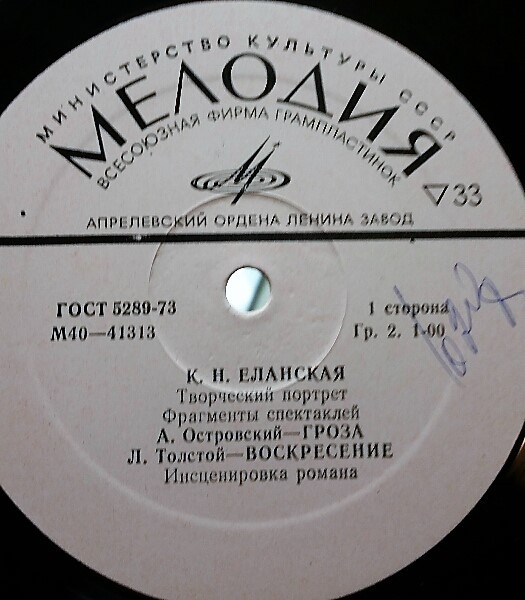 МИНИСТЕРСТВО КУЛЬТУРЫ СССР
МЕЛОДИЯ
ВСЕСОЮЗНАЯ ФИРМА ГРАМПЛАСТИНОК
33
АПРЕЛЕВСКИЙ ОРДЕНА ЛЕНИНА ЗАВОД
ГОСТ 5289-73
М40—41313
1 сторона
Гр. 2. 1-00
К. Н. ЕЛАНСКАЯ
Творческий портрет
Фрагменты спектаклей
А. Островский—ГРОЗА
Л. Толстой—ВОСКРЕСЕНИЕ
Инсценировка романа